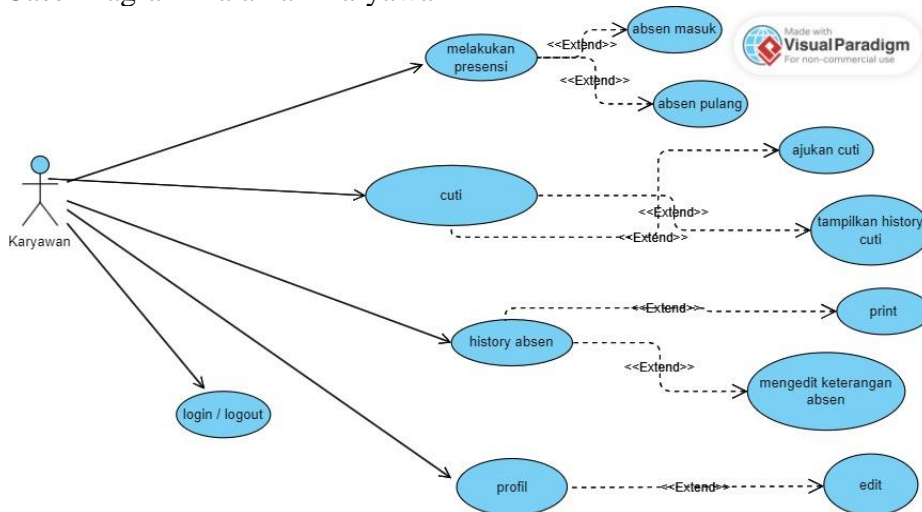 <<Extend>>
absen masuk
Made with
Visual Paradigm
For non-commercial use
melakukan
presensi
<<Extend>>
absen pulang
ajukan cuti
cuti
<<Extend>>
<<Extend>>
tampilkan history
cuti
Karyawan
<<Extend>>
print
history absen
<<Extend>>
mengedit keterangan
absen
login / logout
profil
<<Extend>>
edit